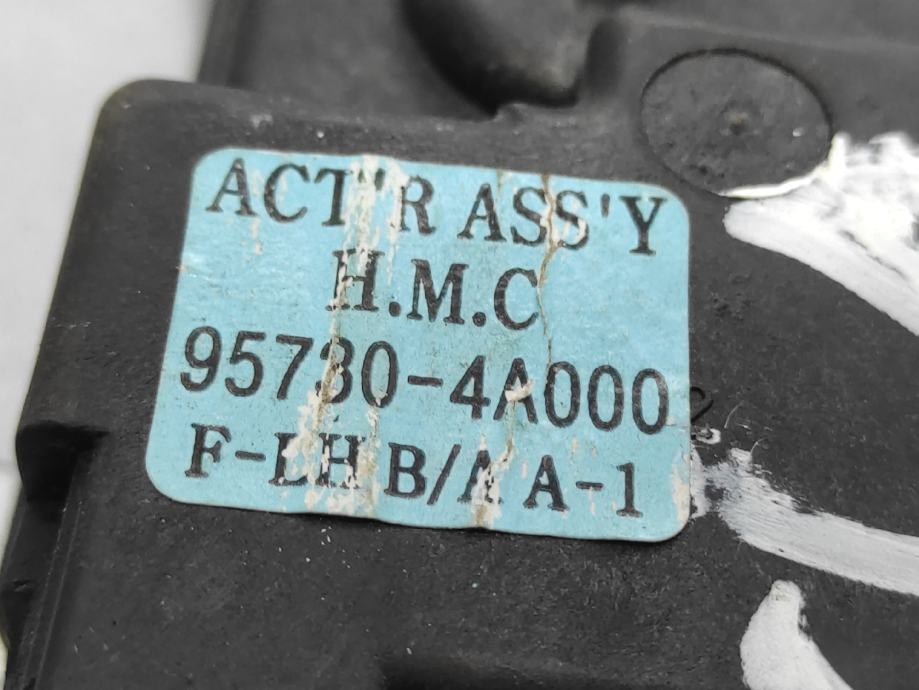 ACT'R ASS'Y
H.M.C
95730-4A000
F-LH B/A A-1